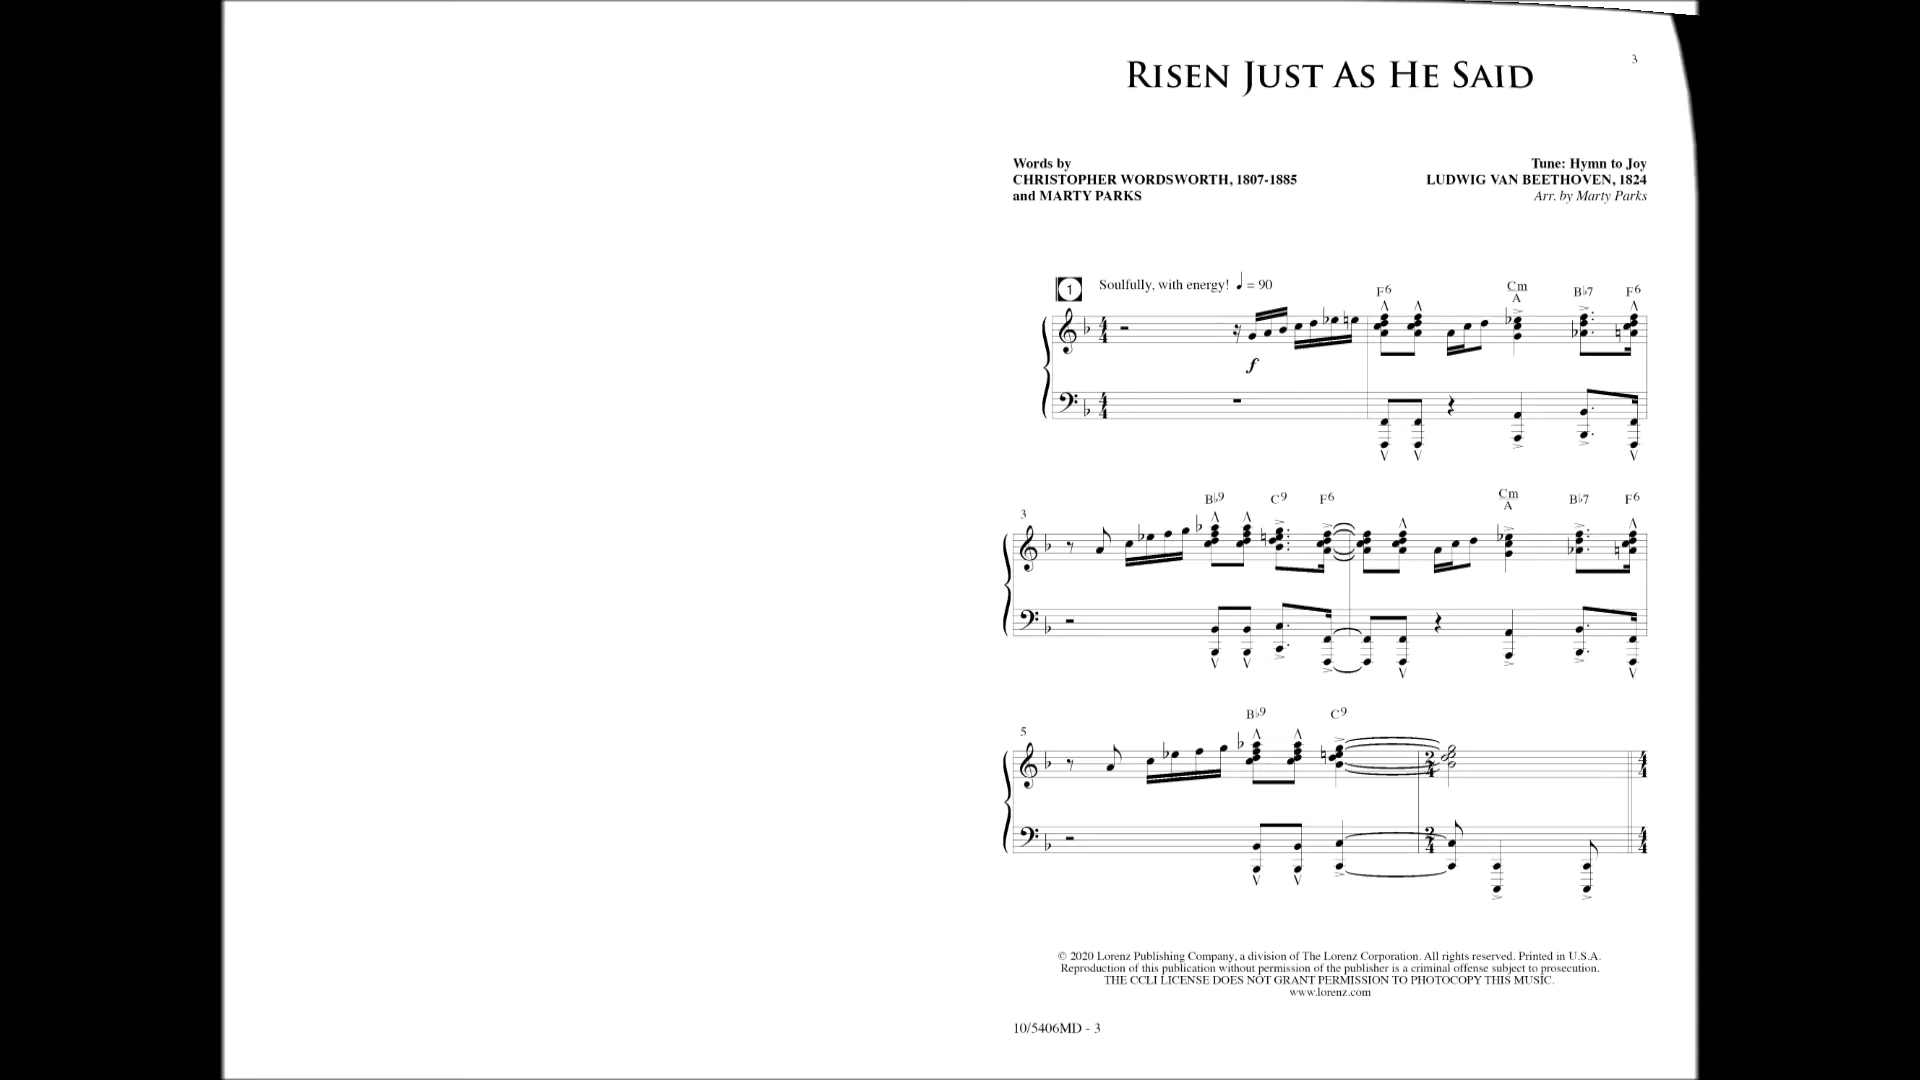 3
RISEN JUST AS HE SAID
Words by
CHRISTOPHER WORDSWORTH, 1807-1885
and MARTY PARKS
Tune: Hymn to Joy
LUDWIG VAN BEETHOVEN, 1824
Arr. by Marty Parks
1 Soulfully, with energy! ♩ = 90
F6 Cm/A B♭7 F6
f
3
B♭9 C9 F6 Cm/A B♭7 F6
5
B♭9 C9
© 2020 Lorenz Publishing Company, a division of The Lorenz Corporation. All rights reserved. Printed in U.S.A.
Reproduction of this publication without permission of the publisher is a criminal offense subject to prosecution.
THE CCLI LICENSE DOES NOT GRANT PERMISSION TO PHOTOCOPY THIS MUSIC.
www.lorenz.com
10/5406MD - 3